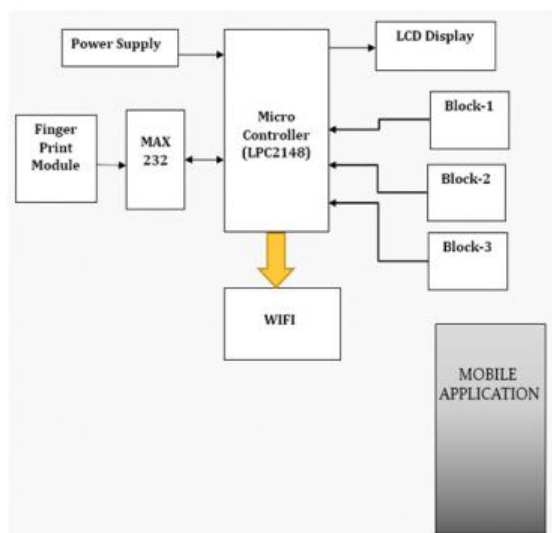 Power Supply
LCD Display
Micro
Controller
(LPC2148)
Finger
Print
Module
MAX
232
Block-1
Block-2
Block-3
WIFI
MOBILE
APPLICATION